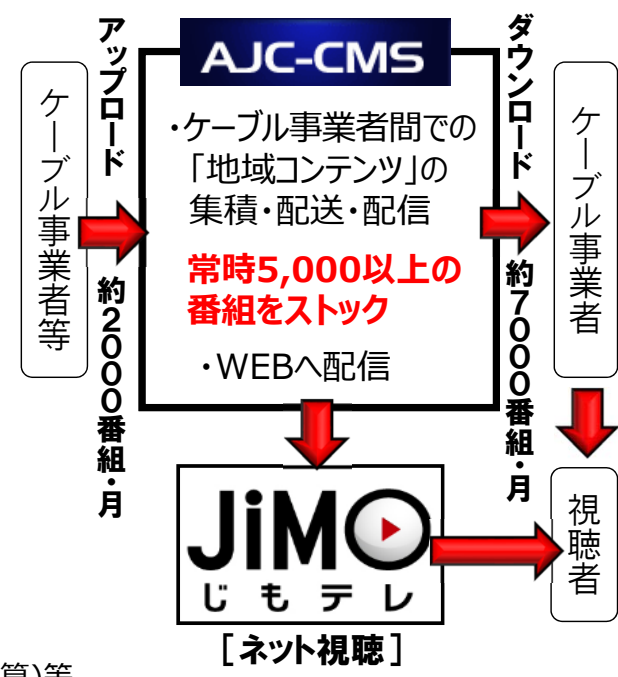 ケーブル事業者等
アップロード 約2000番組・月
AJC-CMS
・ケーブル事業者間での
「地域コンテンツ」の
集積・配送・配信
常時5,000以上の
番組をストック
・WEBへ配信
ダウンロード 約7000番組・月
ケーブル事業者
視聴者
JiMO
じもテレ
[ネット視聴]
算)等